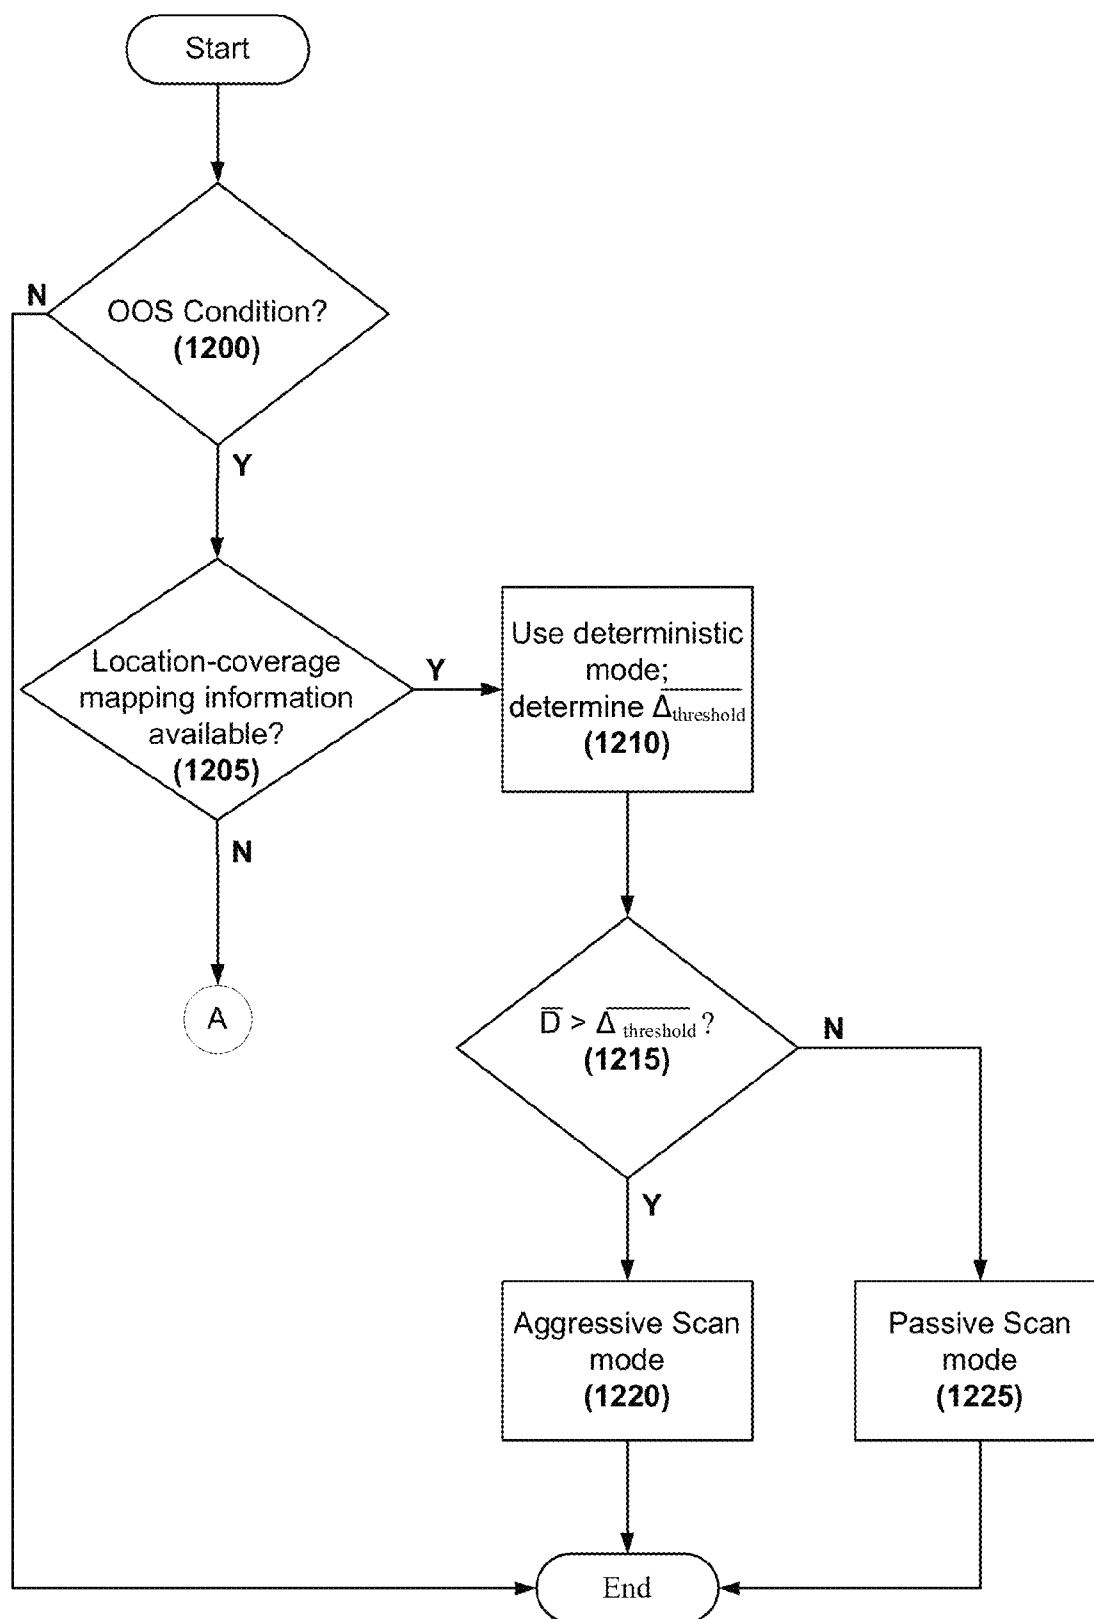 Start
N
OOS Condition?
(1200)
Y
Location-coverage
mapping information
available?
(1205)
Y
Use deterministic
mode;
determine Δthreshold
(1210)
N
A
D > Δ threshold ?
(1215)
N
Y
Aggressive Scan
mode
(1220)
Passive Scan
mode
(1225)
End